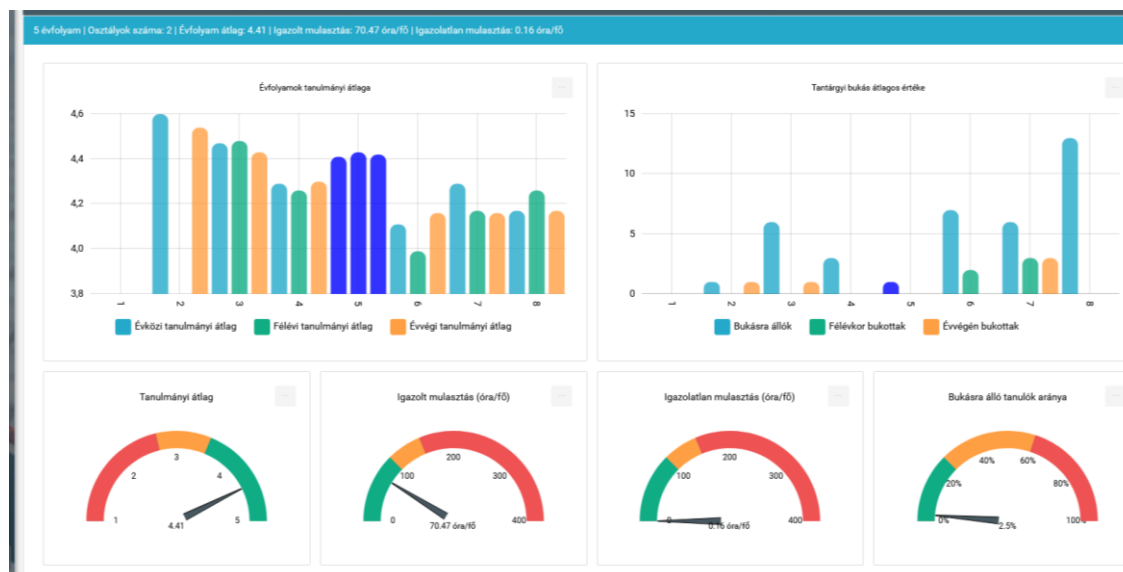 5 évfolyam | Osztályok száma: 2 | Évfolyam átlag: 4.41 | Igazolt mulasztás: 70.47 óra/fő | Igazolatlan mulasztás: 0.16 óra/fő
Évfolyamok tanulmányi átlaga
4,6
4,4
4,2
4,0
3,8
1 2 3 4 5 6 7 8
Évközi tanulmányi átlag Félévi tanulmányi átlag Évvégi tanulmányi átlag
Tantárgyi bukás átlagos értéke
15
10
5
0
1 2 3 4 5 6 7 8
Bukásra állók Félévkor bukottak Évvégén bukottak
Tanulmányi átlag
1 2 3 4 5
4.41
Igazolt mulasztás (óra/fő)
0 100 200 300 400
70.47 óra/fő
Igazolatlan mulasztás (óra/fő)
0 100 200 300 400
0.16 óra/fő
Bukásra álló tanulók aránya
0% 20% 40% 60% 80% 100%
2.5%